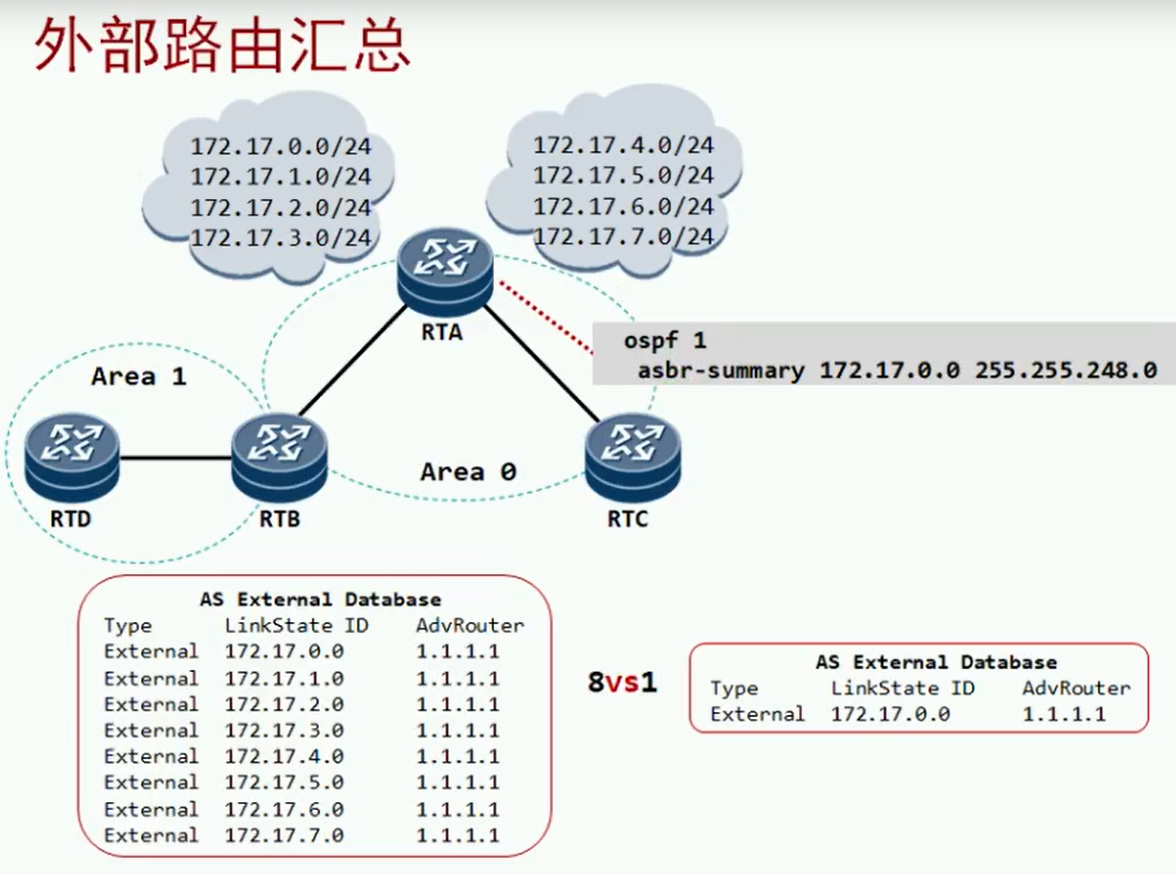 外部路由汇总
172.17.0.0/24
172.17.1.0/24
172.17.2.0/24
172.17.3.0/24
172.17.4.0/24
172.17.5.0/24
172.17.6.0/24
172.17.7.0/24
RTA
ospf 1
asbr-summary 172.17.0.0 255.255.248.0
Area 1
Area 0
RTD
RTB
RTC
AS External Database
Type LinkState ID AdvRouter
External 172.17.0.0 1.1.1.1
External 172.17.1.0 1.1.1.1
External 172.17.2.0 1.1.1.1
External 172.17.3.0 1.1.1.1
External 172.17.4.0 1.1.1.1
External 172.17.5.0 1.1.1.1
External 172.17.6.0 1.1.1.1
External 172.17.7.0 1.1.1.1
8vs1
AS External Database
Type LinkState ID AdvRouter
External 172.17.0.0 1.1.1.1